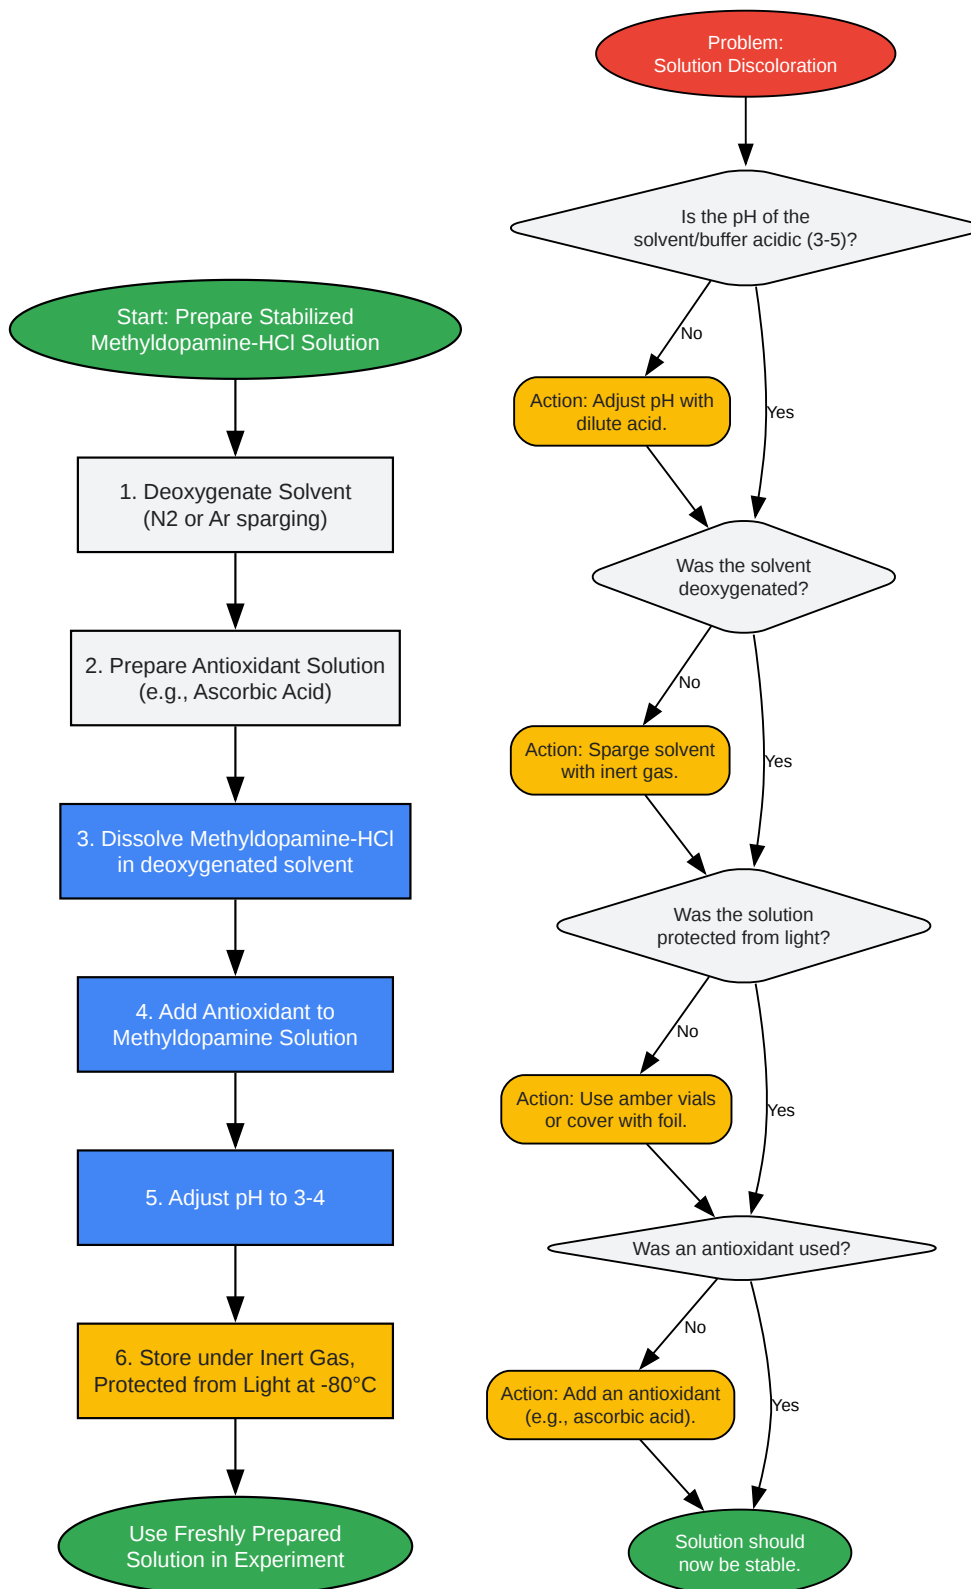 Start: Prepare Stabilized
Methyldopamine-HCl Solution
1. Deoxygenate Solvent
(N2 or Ar sparging)
2. Prepare Antioxidant Solution
(e.g., Ascorbic Acid)
3. Dissolve Methyldopamine-HCl
in deoxygenated solvent
4. Add Antioxidant to
Methyldopamine Solution
5. Adjust pH to 3-4
6. Store under Inert Gas,
Protected from Light at -80°C
Use Freshly Prepared
Solution in Experiment
Problem:
Solution Discoloration
Is the pH of the
solvent/buffer acidic (3-5)?
No
Yes
Action: Adjust pH with
dilute acid.
Was the solvent
deoxygenated?
No
Yes
Action: Sparge solvent
with inert gas.
Was the solution
protected from light?
No
Yes
Action: Use amber vials
or cover with foil.
Was an antioxidant used?
No
Yes
Action: Add an antioxidant
(e.g., ascorbic acid).
Solution should
now be stable.